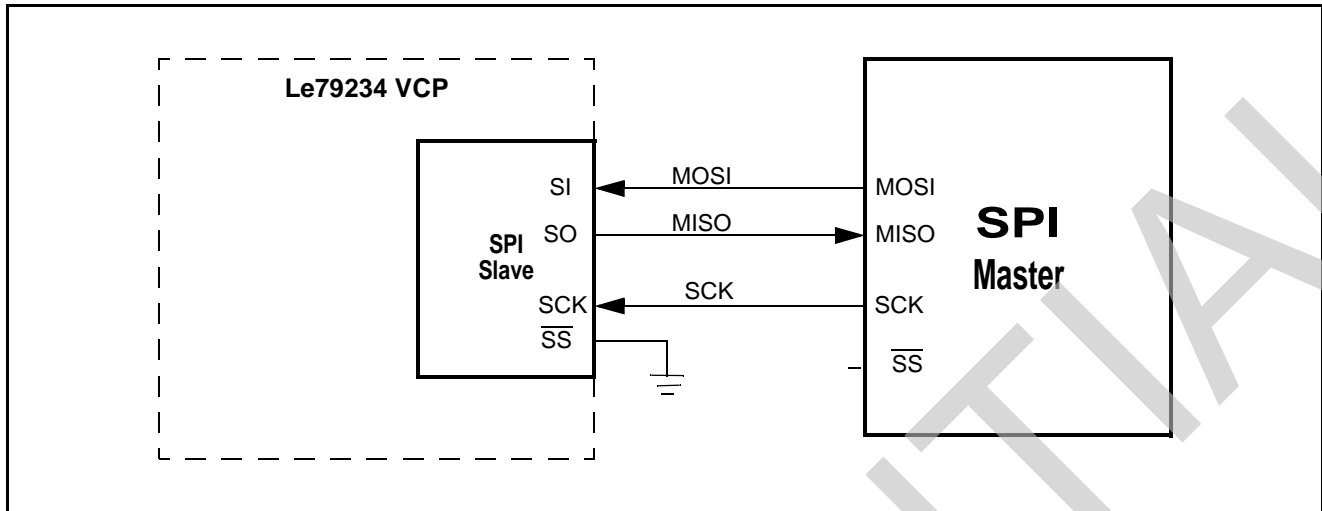 Le79234 VCP
SI
MOSI
MOSI
SO
MISO
MISO
SPI
Slave
SPI
Master
SCK
SCK
SCK
SS
SS